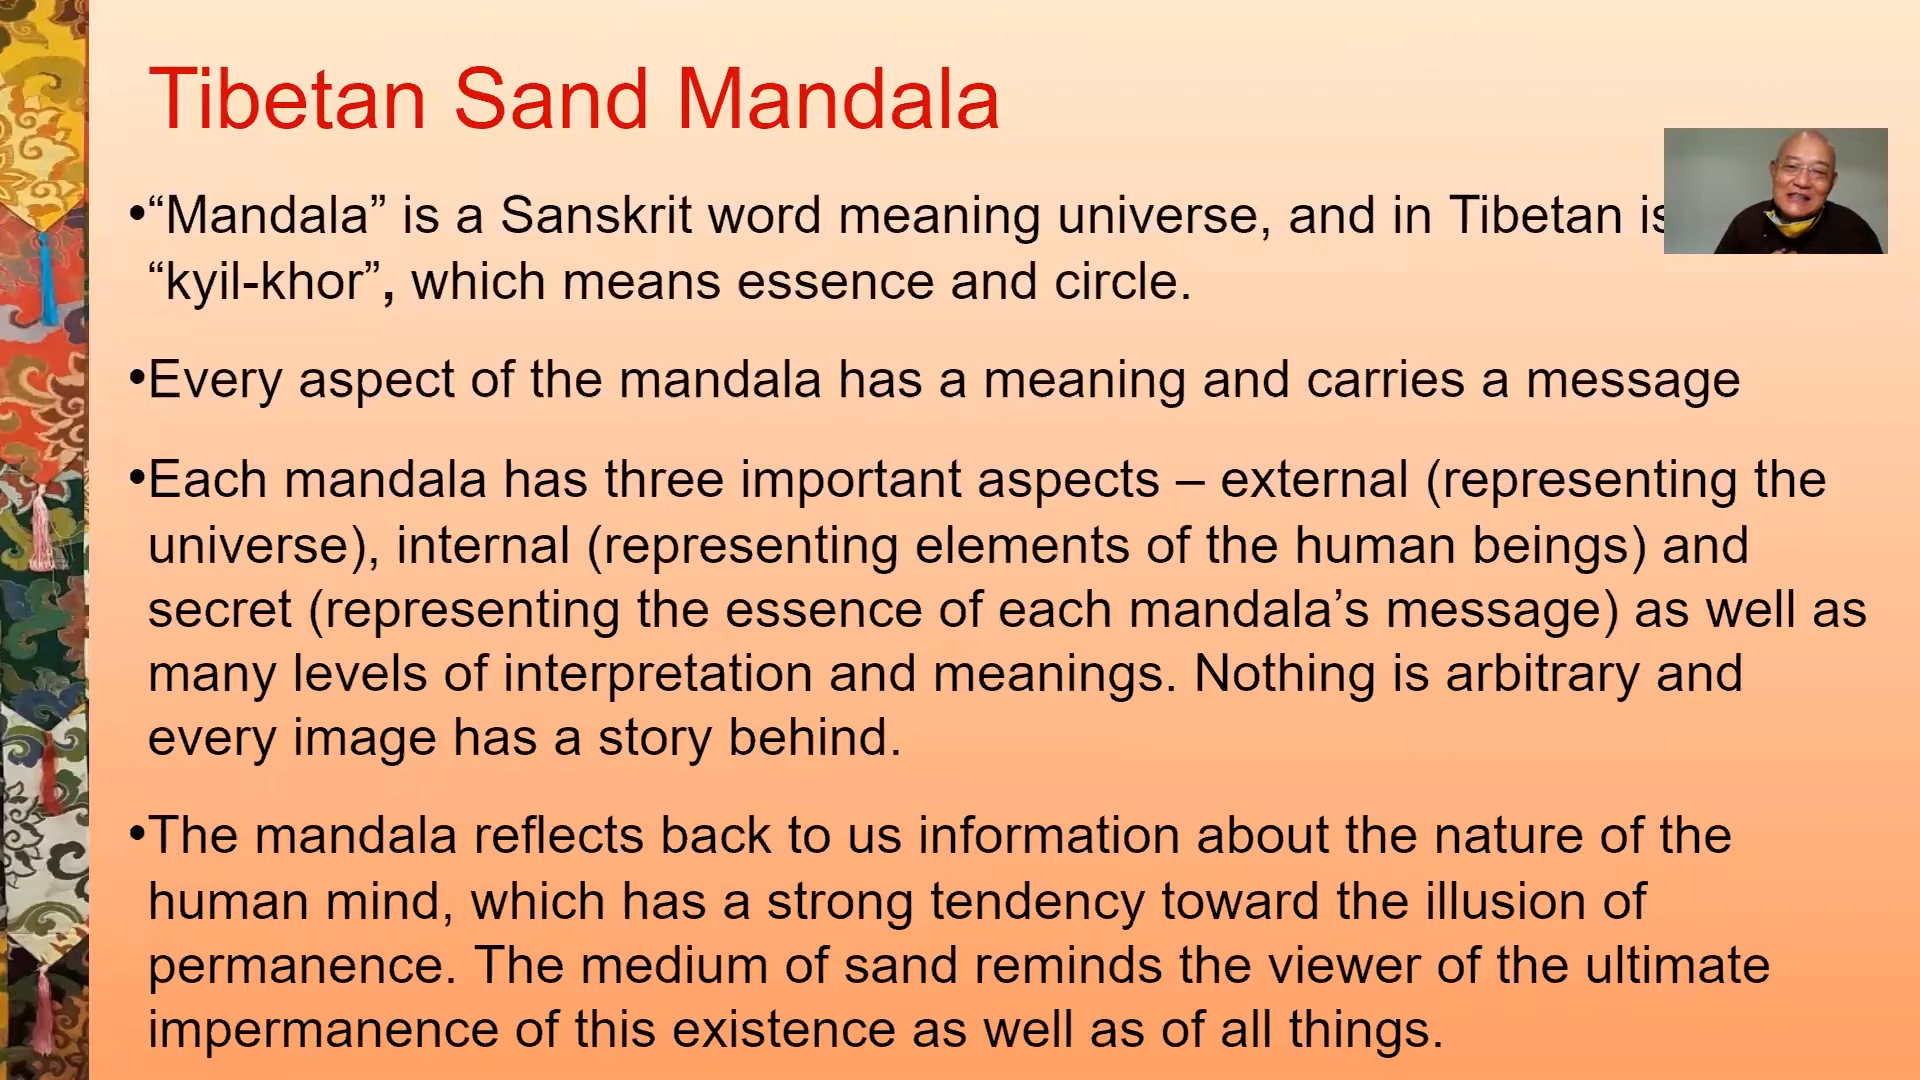 Tibetan Sand Mandala
•“Mandala” is a Sanskrit word meaning universe, and in Tibetan is
“kyil-khor”, which means essence and circle.
•Every aspect of the mandala has a meaning and carries a message
•Each mandala has three important aspects – external (representing the
universe), internal (representing elements of the human beings) and
secret (representing the essence of each mandala’s message) as well as
many levels of interpretation and meanings. Nothing is arbitrary and
every image has a story behind.
•The mandala reflects back to us information about the nature of the
human mind, which has a strong tendency toward the illusion of
permanence. The medium of sand reminds the viewer of the ultimate
impermanence of this existence as well as of all things.